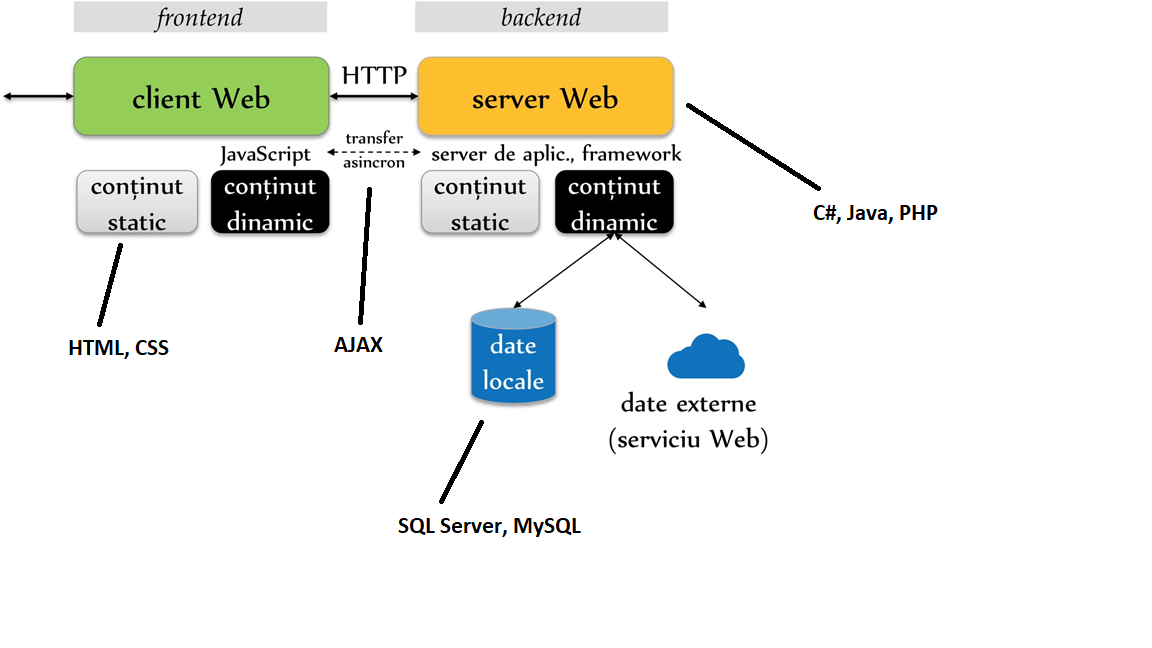 frontend
backend
client Web
HTTP
server Web
transfer
asincron
JavaScript
server de aplic., framework
conținut
static
conținut
dinamic
conținut
static
conținut
dinamic
C#, Java, PHP
HTML, CSS
AJAX
date
locale
date externe
(serviciu Web)
SQL Server, MySQL